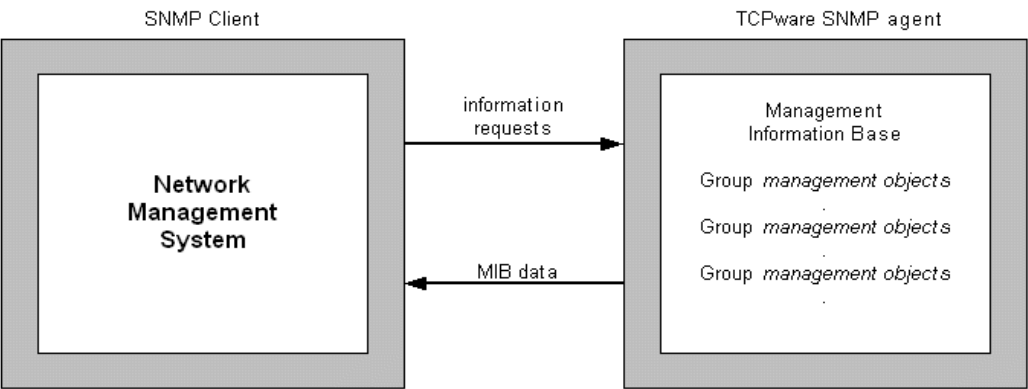 SNMP Client
TCPware SNMP agent
Network
Management
System
information
requests
MIB data
Management
Information Base
Group management objects
.
Group management objects
.
Group management objects
.